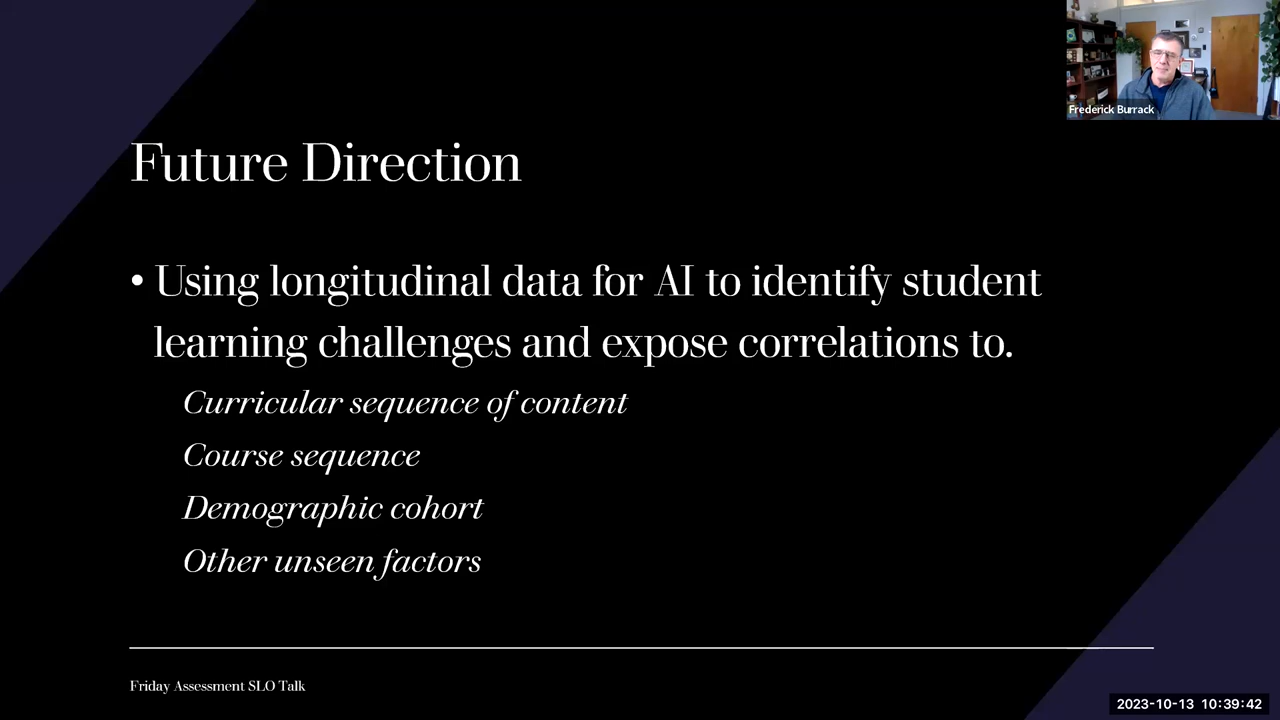 Frederick Burrack
Future Direction
• Using longitudinal data for AI to identify student
learning challenges and expose correlations to.
Curricular sequence of content
Course sequence
Demographic cohort
Other unseen factors
Friday Assessment SLO Talk
2023-10-13 10:39:42